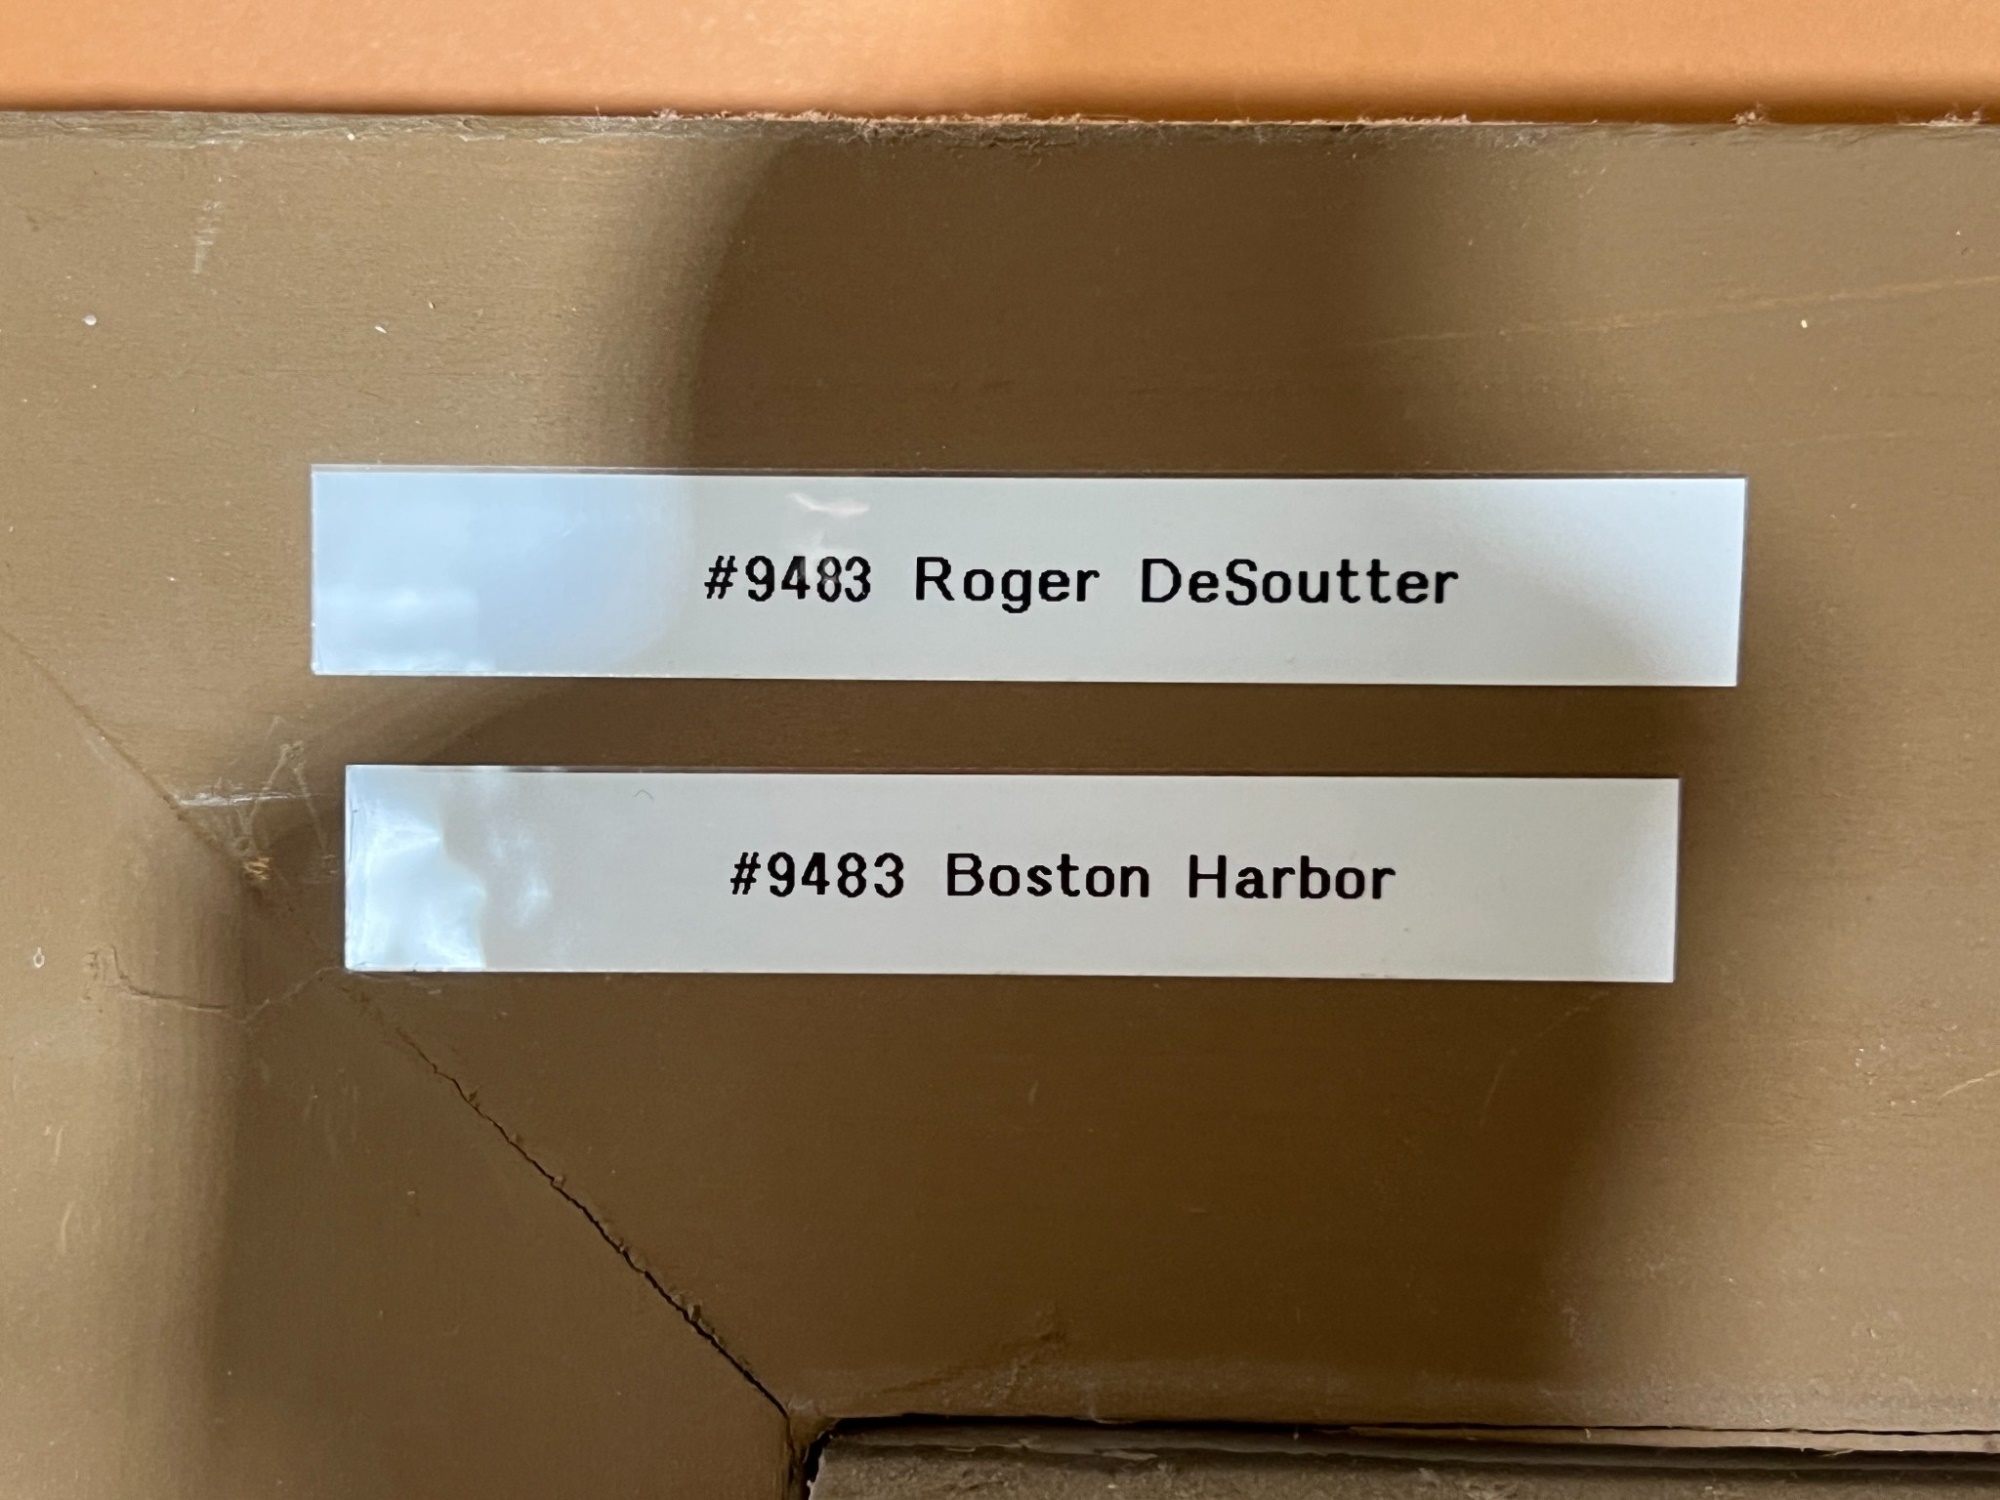 #9483 Roger DeSoutter
#9483 Boston Harbor